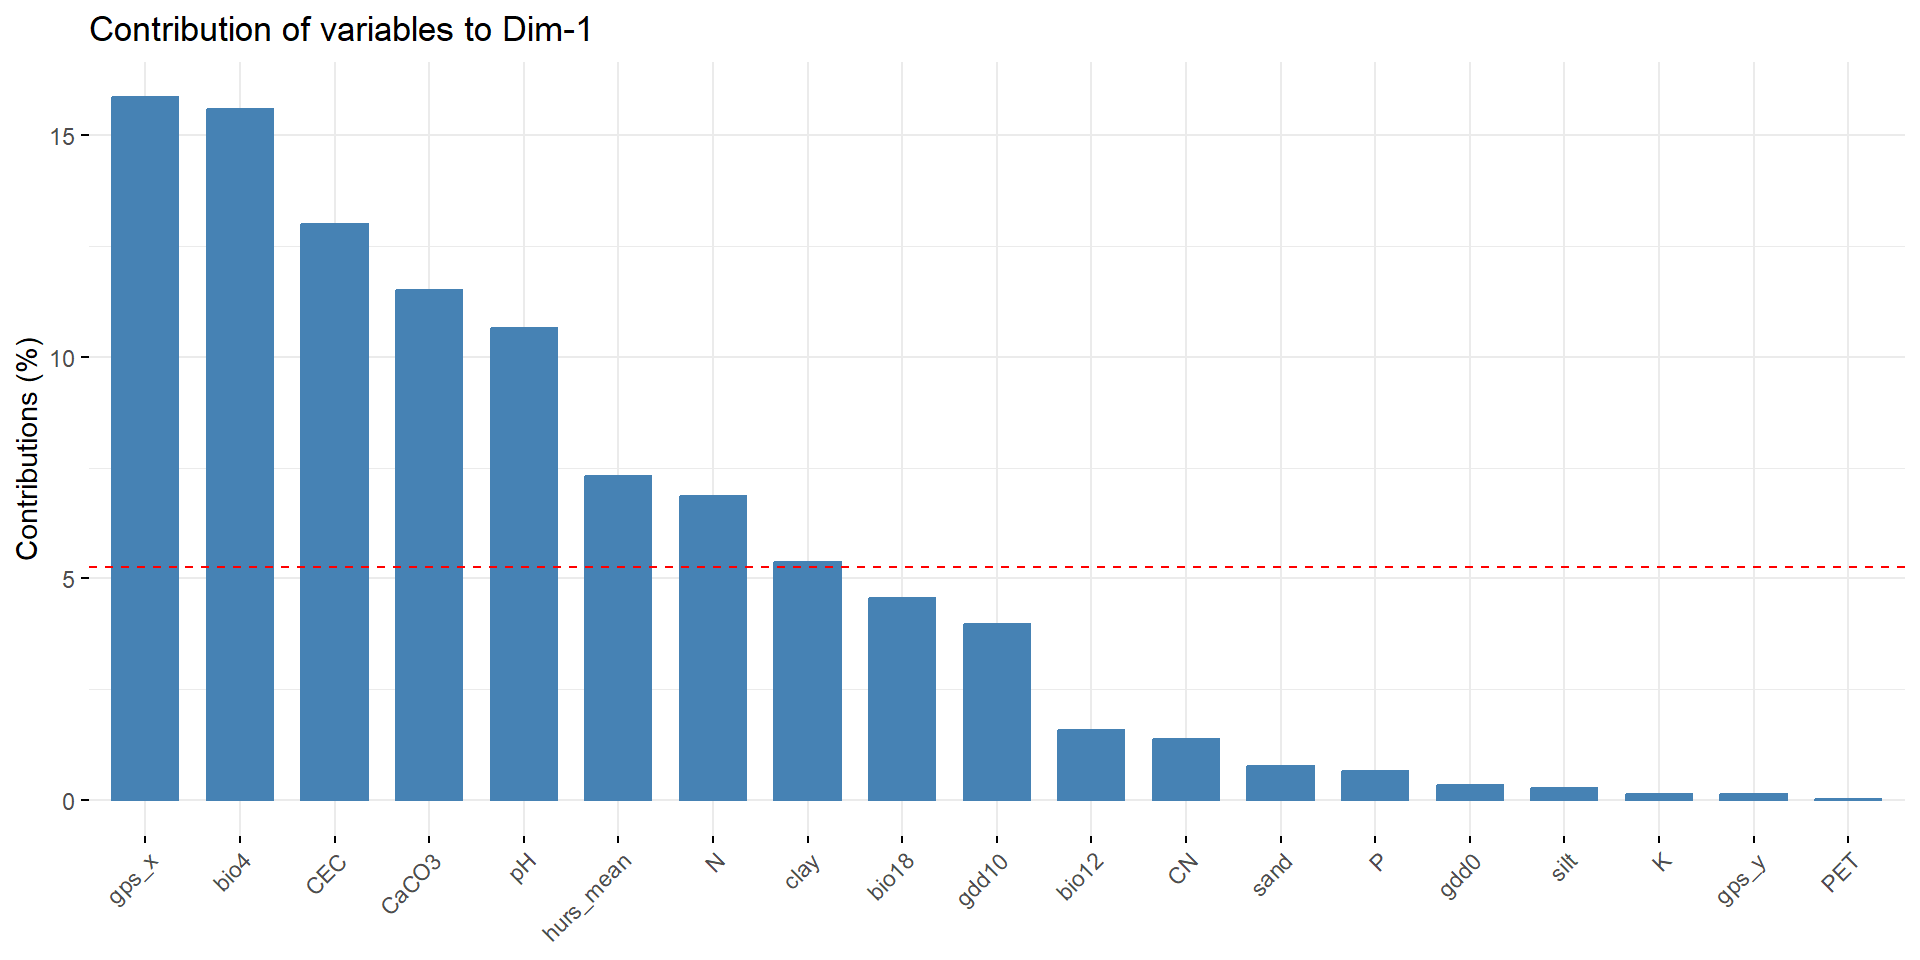 Contribution of variables to Dim-1
Contributions (%)
15
10
5
0
gps_x
bio4
CEC
CaCO3
pH
hurs_mean
N
clay
bio18
gdd10
bio12
CN
sand
P
gdd0
silt
K
gps_y
PET